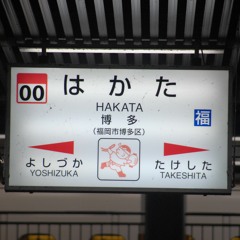 00
はかた
HAKATA
博多
(福岡市博多区)
福
よしづか たけした
YOSHIZUKA TAKESHITA